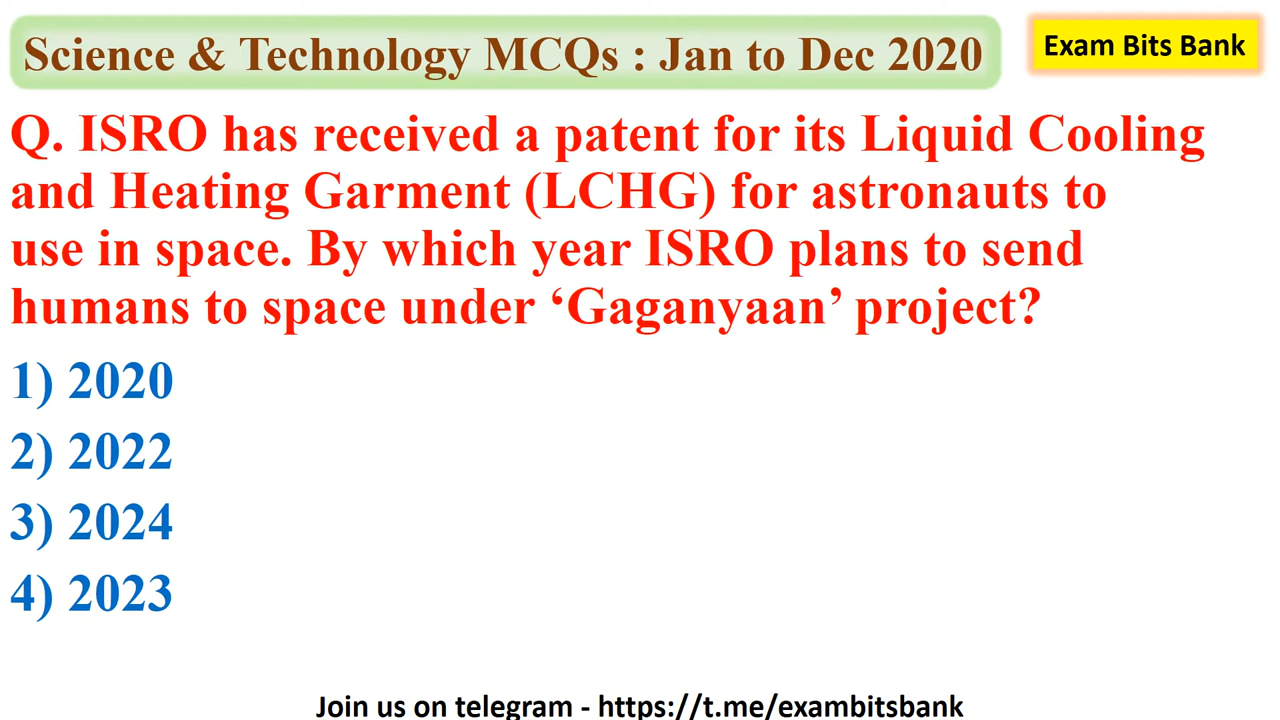 Science & Technology MCQs : Jan to Dec 2020
Exam Bits Bank
Q. ISRO has received a patent for its Liquid Cooling
and Heating Garment (LCHG) for astronauts to
use in space. By which year ISRO plans to send
humans to space under ‘Gaganyaan’ project?
1) 2020
2) 2022
3) 2024
4) 2023
Join us on telegram - https://t.me/exambitsbank